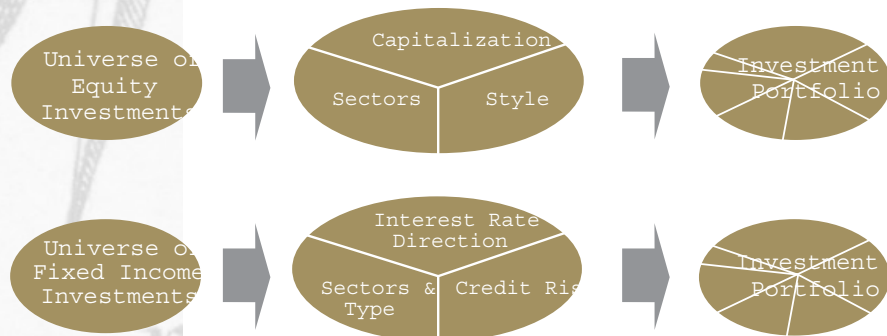 Universe of
Equity
Investments
Capitalization
Sectors
Style
Investment
Portfolio
Universe of
Fixed Income
Investments
Interest Rate
Direction
Sectors &
Type
Credit Ris
Investment
Portfolio